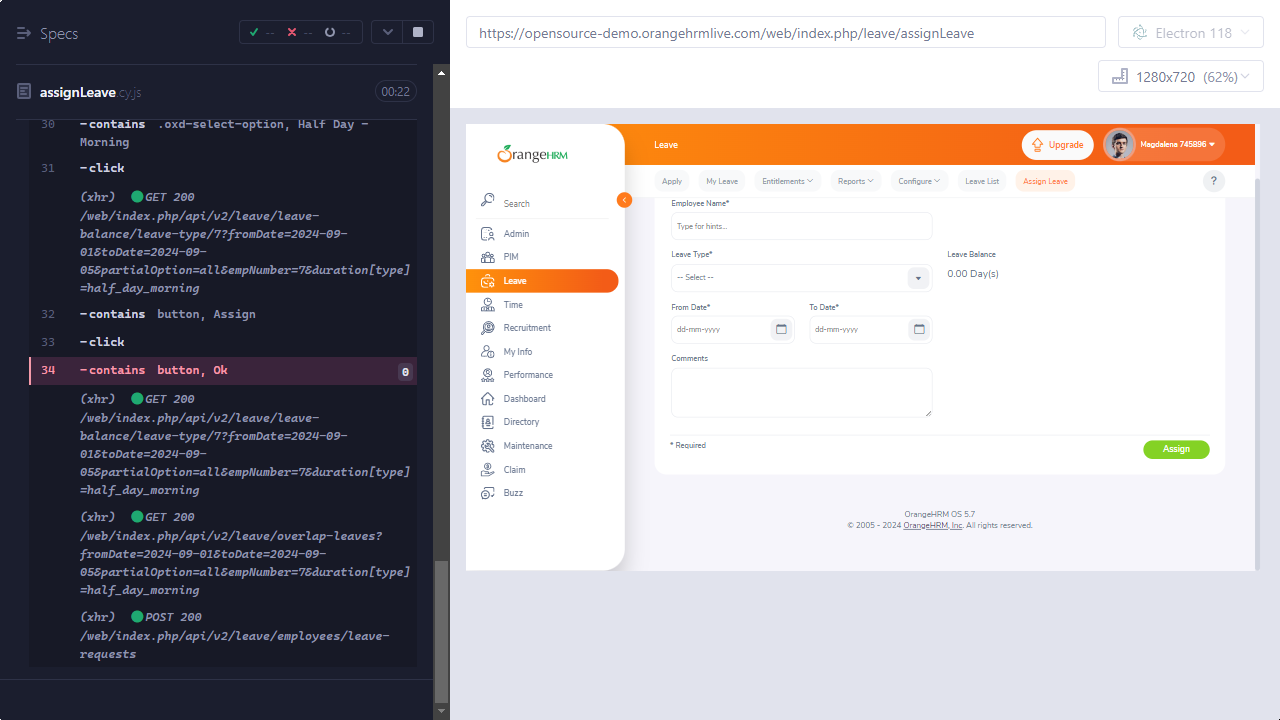 Specs
-- -- --
assignLeave.cy.js
00:22
30 -contains .oxd-select-option, Half Day -
Morning
31 -click
(xhr) GET 200
/web/index.php/api/v2/leave/leave-
balance/leave-type/7?fromDate=2024-09-
01&toDate=2024-09-
05&partialOption=all&empNumber=7&duration[type]
=half_day_morning
32 -contains button, Assign
33 -click
34 -contains button, Ok 0
(xhr) GET 200
/web/index.php/api/v2/leave/leave-
balance/leave-type/7?fromDate=2024-09-
01&toDate=2024-09-
05&partialOption=all&empNumber=7&duration[type]
=half_day_morning
(xhr) GET 200
/web/index.php/api/v2/leave/overlap-leaves?
fromDate=2024-09-01&toDate=2024-09-
05&partialOption=all&empNumber=7&duration[type]
=half_day_morning
(xhr) POST 200
/web/index.php/api/v2/leave/employees/leave-
requests
https://opensource-demo.orangehrmlive.com/web/index.php/leave/assignLeave
Electron 118
1280x720 (62%)
OrangeHRM
Search
Admin
PIM
Leave
Time
Recruitment
My Info
Performance
Dashboard
Directory
Maintenance
Claim
Buzz
Leave
Upgrade
Magdalena 745896
Apply
My Leave
Entitlements
Reports
Configure
Leave List
Assign Leave
?
Employee Name*
Type for hints...
Leave Type*
-- Select --
Leave Balance
0.00 Day(s)
From Date*
dd-mm-yyyy
To Date*
dd-mm-yyyy
Comments
* Required
Assign
OrangeHRM OS 5.7
© 2005 - 2024 OrangeHRM, Inc. All rights reserved.